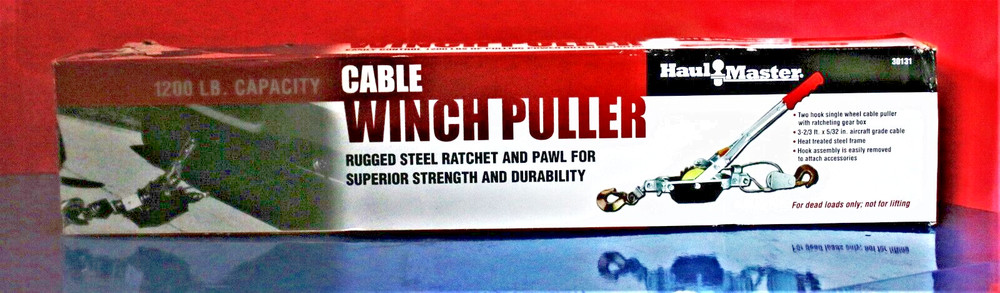 1200 LB. CAPACITY
CABLE
WINCH PULLER
RUGGED STEEL RATCHET AND PAWL FOR
SUPERIOR STRENGTH AND DURABILITY
Haul Master
30131
• Two hook single wheel cable puller
with ratcheting gear box
• 3-2/3 ft. x 5/32 in. aircraft grade cable
• Heat treated steel frame
• Hook assembly is easily removed
to attach accessories
For dead loads only; not for lifting